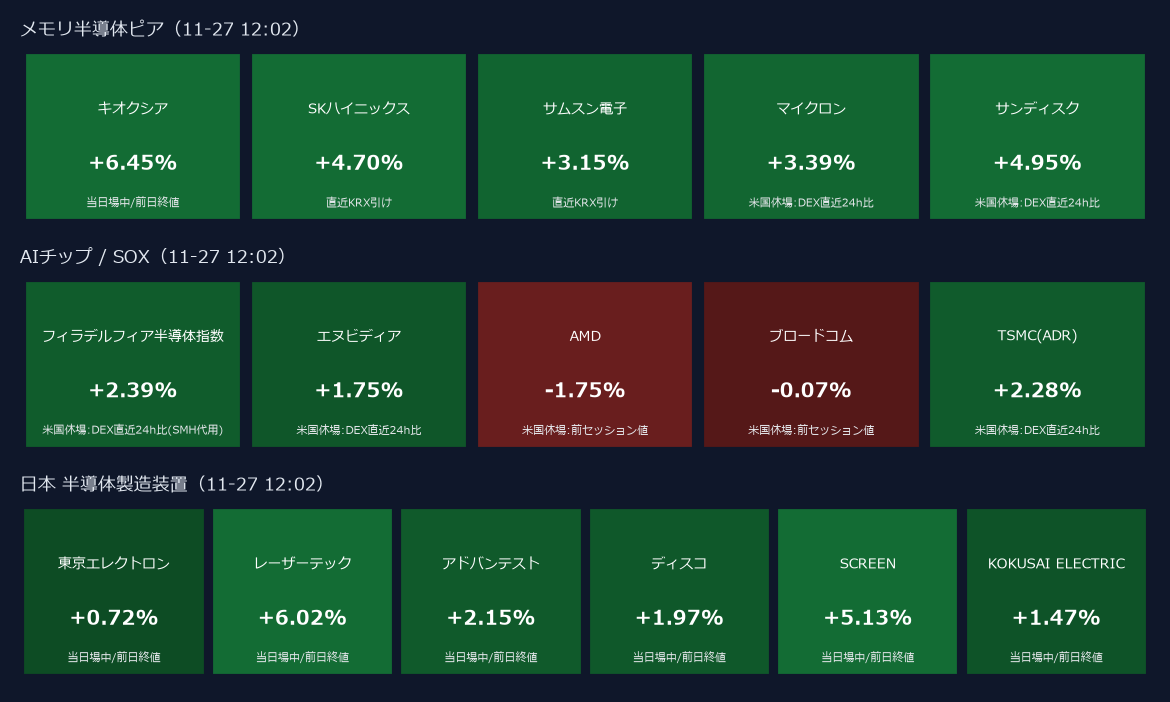 メモリ半導体ピア（11-27 12:02）
キオクシア
+6.45%
当日場中/前日終値
SKハイニックス
+4.70%
直近KRX引け
サムスン電子
+3.15%
直近KRX引け
マイクロン
+3.39%
米国休場:DEX直近24h比
サンディスク
+4.95%
米国休場:DEX直近24h比
AIチップ / SOX（11-27 12:02）
フィラデルフィア半導体指数
+2.39%
米国休場:DEX直近24h比(SMH代用)
エヌビディア
+1.75%
米国休場:DEX直近24h比
AMD
-1.75%
米国休場:前セッション値
ブロードコム
-0.07%
米国休場:前セッション値
TSMC(ADR)
+2.28%
米国休場:DEX直近24h比
日本 半導体製造装置（11-27 12:02）
東京エレクトロン
+0.72%
当日場中/前日終値
レーザーテック
+6.02%
当日場中/前日終値
アドバンテスト
+2.15%
当日場中/前日終値
ディスコ
+1.97%
当日場中/前日終値
SCREEN
+5.13%
当日場中/前日終値
KOKUSAI ELECTRIC
+1.47%
当日場中/前日終値